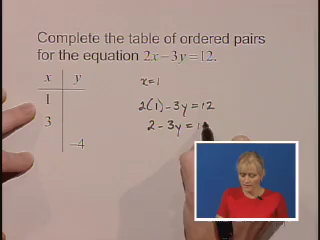 Complete the table of ordered pairs
for the equation 2x – 3y = 12.
x y
1
3
–4
x = 1
2(1) – 3y = 12
2 – 3y = 1